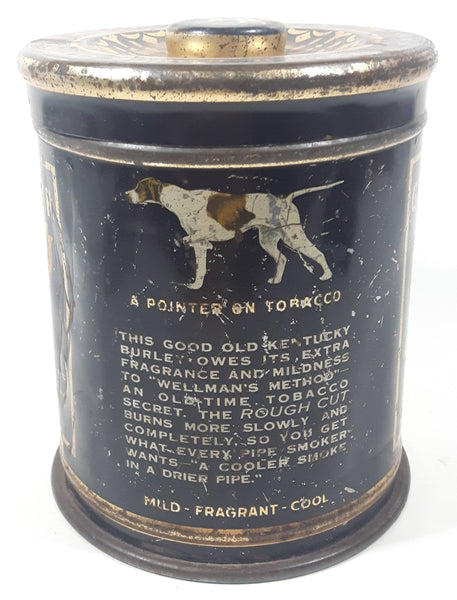 A POINTER ON TOBACCO
THIS GOOD OLD KENTUCKY
BURLEY OWES ITS EXTRA
FRAGRANCE AND MILDNESS
TO "WELLMAN'S METHOD"—
AN OLD-TIME TOBACCO
SECRET. THE ROUGH CUT
BURNS MORE SLOWLY AND
COMPLETELY, SO YOU GET
WHAT EVERY PIPE SMOKER
WANTS—"A COOLER SMOKE
IN A DRIER PIPE."
MILD - FRAGRANT - COOL